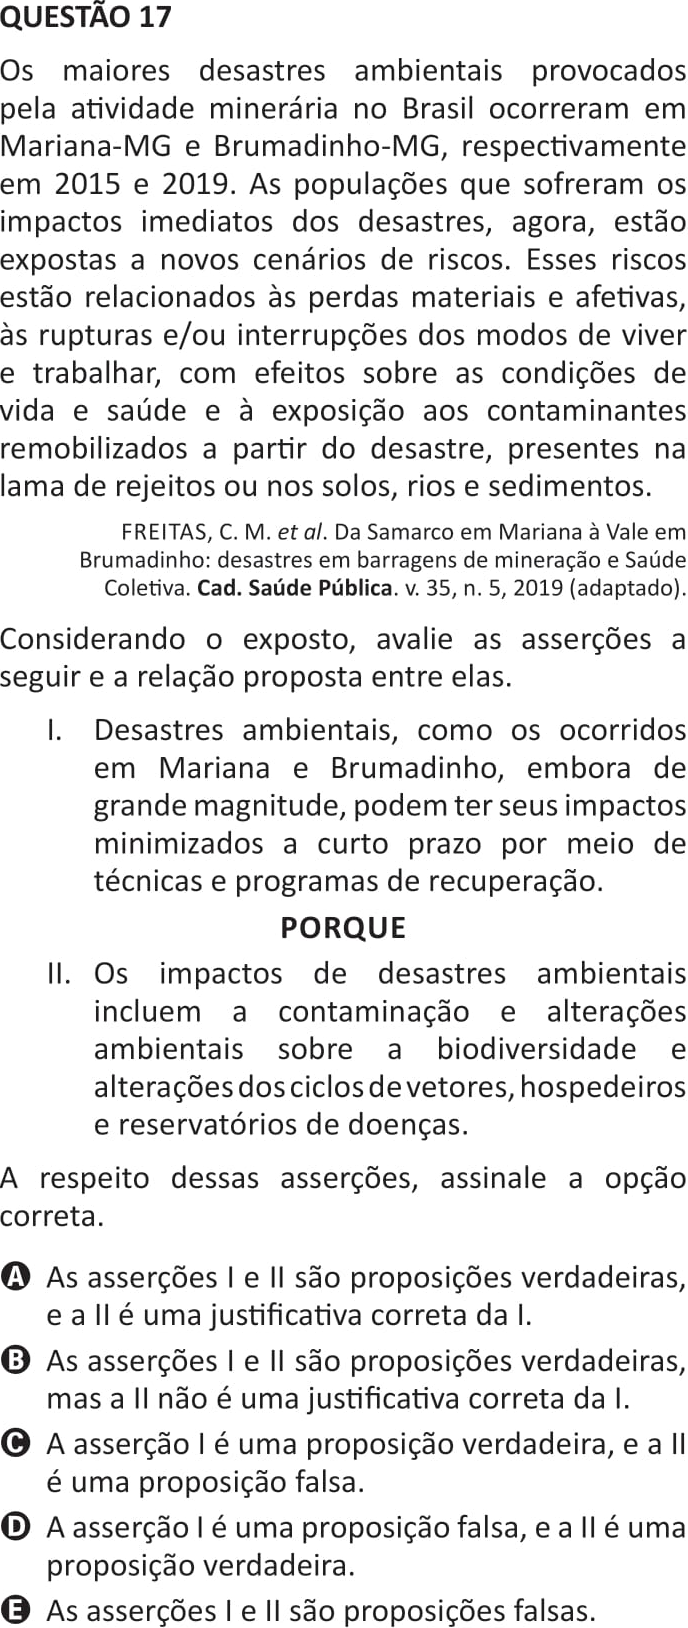 QUESTÃO 17
Os maiores desastres ambientais provocados
pela atividade minerária no Brasil ocorreram em
Mariana-MG e Brumadinho-MG, respectivamente
em 2015 e 2019. As populações que sofreram os
impactos imediatos dos desastres, agora, estão
expostas a novos cenários de riscos. Esses riscos
estão relacionados às perdas materiais e afetivas,
às rupturas e/ou interrupções dos modos de viver
e trabalhar, com efeitos sobre as condições de
vida e saúde e à exposição aos contaminantes
remobilizados a partir do desastre, presentes na
lama de rejeitos ou nos solos, rios e sedimentos.
FREITAS, C. M. et al. Da Samarco em Mariana à Vale em
Brumadinho: desastres em barragens de mineração e Saúde
Coletiva. Cad. Saúde Pública. v. 35, n. 5, 2019 (adaptado).
Considerando o exposto, avalie as asserções a
seguir e a relação proposta entre elas.
I. Desastres ambientais, como os ocorridos
em Mariana e Brumadinho, embora de
grande magnitude, podem ter seus impactos
minimizados a curto prazo por meio de
técnicas e programas de recuperação.
PORQUE
II. Os impactos de desastres ambientais
incluem a contaminação e alterações
ambientais sobre a biodiversidade e
alterações dos ciclos de vetores, hospedeiros
e reservatórios de doenças.
A respeito dessas asserções, assinale a opção
correta.
A As asserções I e II são proposições verdadeiras,
e a II é uma justificativa correta da I.
B As asserções I e II são proposições verdadeiras,
mas a II não é uma justificativa correta da I.
C A asserção I é uma proposição verdadeira, e a II
é uma proposição falsa.
D A asserção I é uma proposição falsa, e a II é uma
proposição verdadeira.
E As asserções I e II são proposições falsas.